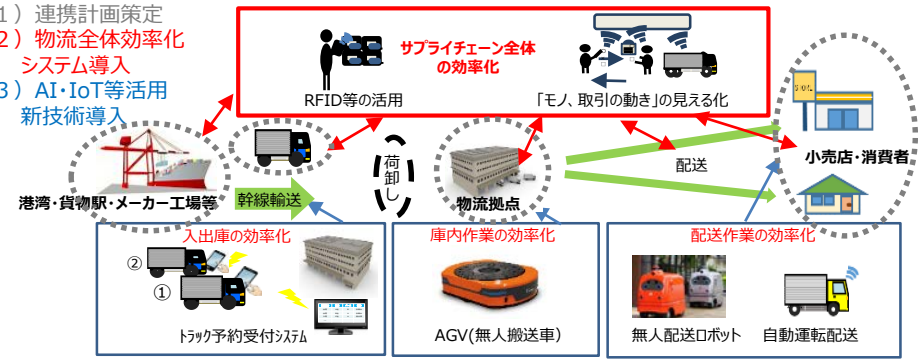 1）連携計画策定
2）物流全体効率化
システム導入
3）AI・IoT等活用
新技術導入
サプライチェーン全体
の効率化
RFID等の活用
「モノ、取引の動き」の見える化
港湾・貨物駅・メーカー工場等
幹線輸送
荷卸し
物流拠点
配送
小売店・消費者
入出庫の効率化
②
①
トラック予約受付システム
庫内作業の効率化
AGV(無人搬送車)
配送作業の効率化
無人配送ロボット
自動運転配送